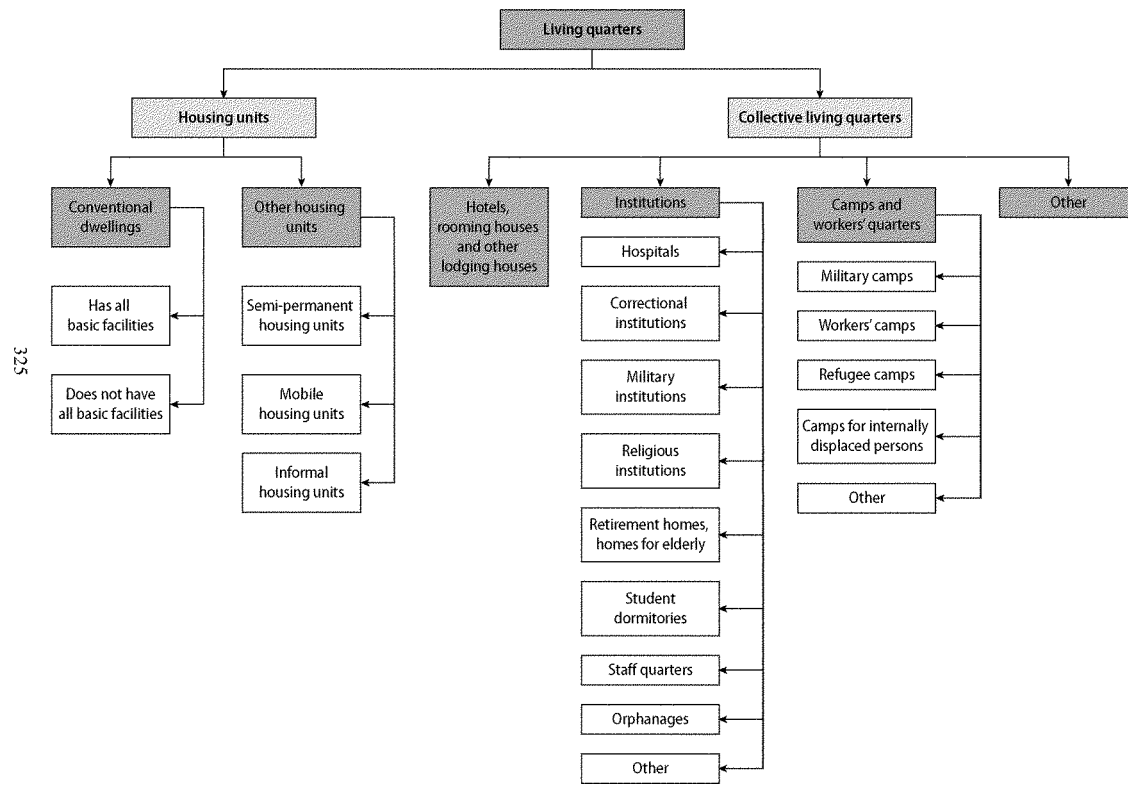 Living quarters
Housing units
Collective living quarters
Conventional
dwellings
Has all
basic facilities
Does not have
all basic facilities
Other housing
units
Semi-permanent
housing units
Mobile
housing units
Informal
housing units
Hotels,
rooming houses
and other
lodging houses
Institutions
Hospitals
Correctional
institutions
Military
institutions
Religious
institutions
Retirement homes,
homes for elderly
Student
dormitories
Staff quarters
Orphanages
Other
Camps and
workers' quarters
Military camps
Workers' camps
Refugee camps
Camps for internally
displaced persons
Other
Other
325